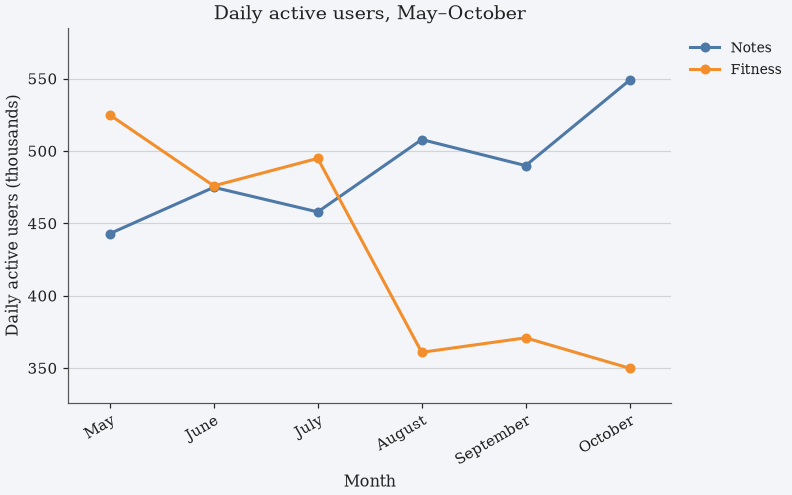 Daily active users, May–October
Notes
Fitness
Daily active users (thousands)
550
500
450
400
350
May
June
July
August
September
October
Month